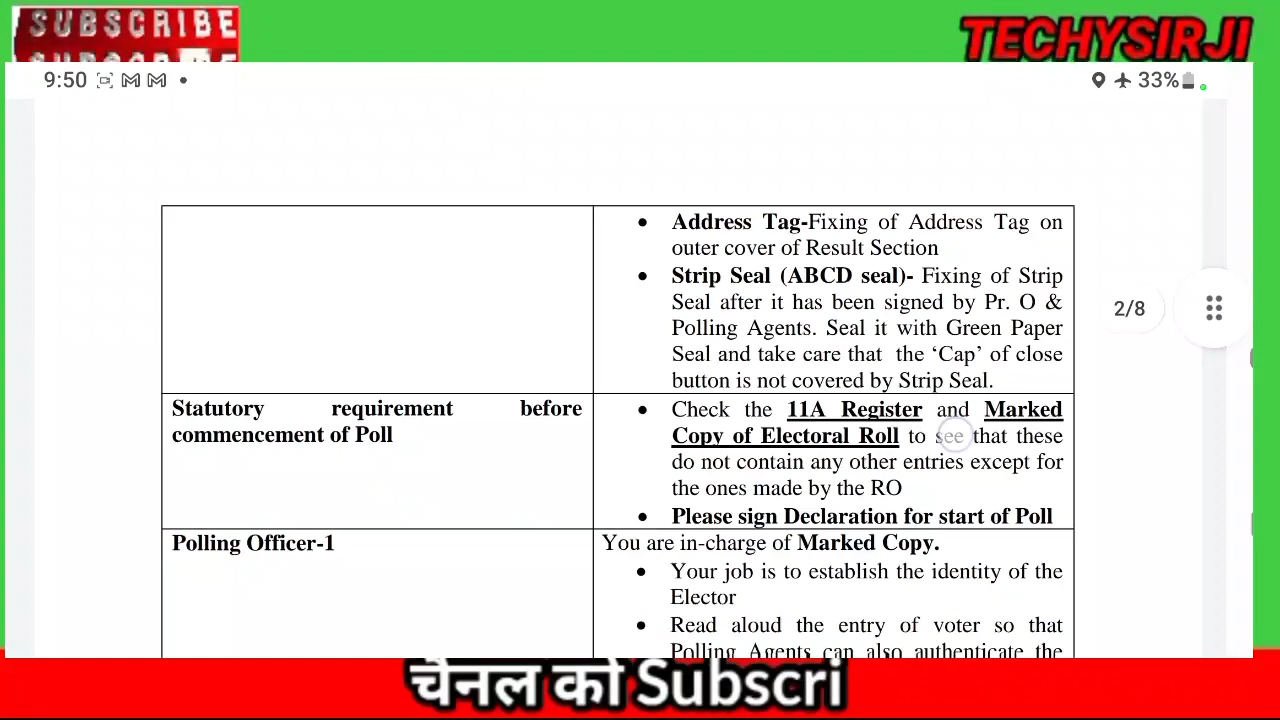 SUBSCRIBE
TECHYSIRJI
9:50
33%
Address Tag-Fixing of Address Tag on
outer cover of Result Section
Strip Seal (ABCD seal)- Fixing of Strip
Seal after it has been signed by Pr. O &
Polling Agents. Seal it with Green Paper
Seal and take care that the ‘Cap’ of close
button is not covered by Strip Seal.
2/8
Statutory requirement before
commencement of Poll
Check the 11A Register and Marked
Copy of Electoral Roll to see that these
do not contain any other entries except for
the ones made by the RO
Please sign Declaration for start of Poll
Polling Officer-1
You are in-charge of Marked Copy.
Your job is to establish the identity of the
Elector
Read aloud the entry of voter so that
Polling Agents can also authenticate the
चैनल को Subscri